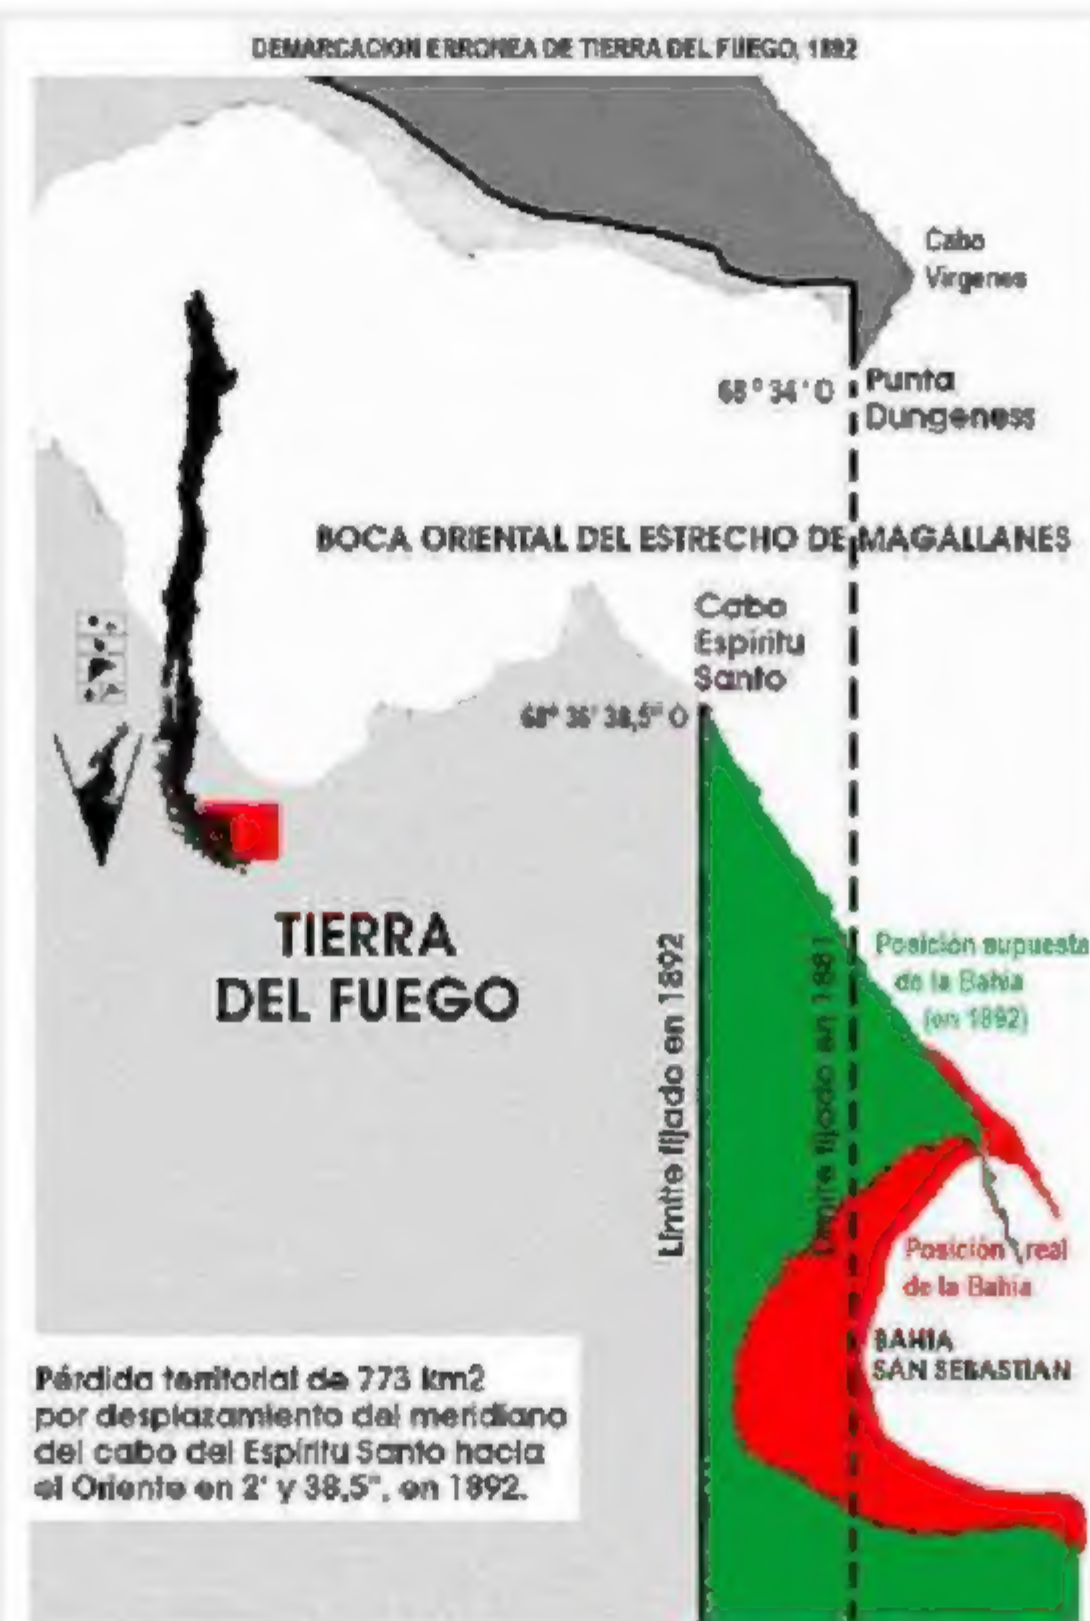 DEMARCACION ERRONEA DE TIERRA DEL FUEGO, 1892
Cabo
Virgenes
68° 34' O
Punta
Dungeness
BOCA ORIENTAL DEL ESTRECHO DE MAGALLANES
Cabo
Espíritu
Santo
68° 36' 38,5" O
TIERRA
DEL FUEGO
Límite fijado en 1892
Límite fijado en 1881
Posición supuesta
de la Bahia
(en 1892)
Posición real
de la Bahia
BAHIA
SAN SEBASTIAN
Pérdida territorial de 773 km2
por desplazamiento del meridiano
del cabo del Espíritu Santo hacia
el Oriente en 2' y 38,5", en 1892.